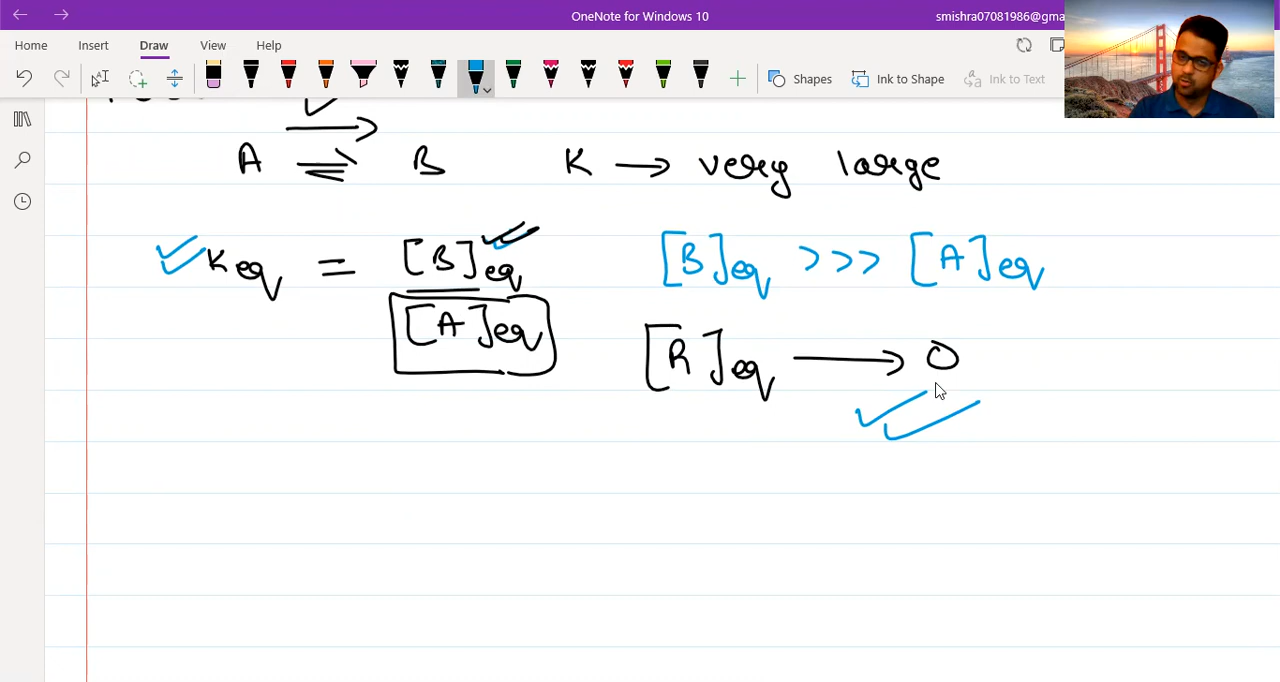 OneNote for Windows 10
smishra07081986@gma
Home Insert Draw View Help
Shapes Ink to Shape Ink to Text
A ⇌ B K → very large
Keq = [B]eq / [A]eq
[B]eq >>> [A]eq
[R]eq → 0